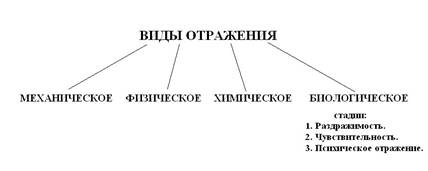 ВИДЫ ОТРАЖЕНИЯ
МЕХАНИЧЕСКОЕ ФИЗИЧЕСКОЕ ХИМИЧЕСКОЕ БИОЛОГИЧЕСКОЕ
стадии:
1. Раздражимость.
2. Чувствительность.
3. Психическое отражение.